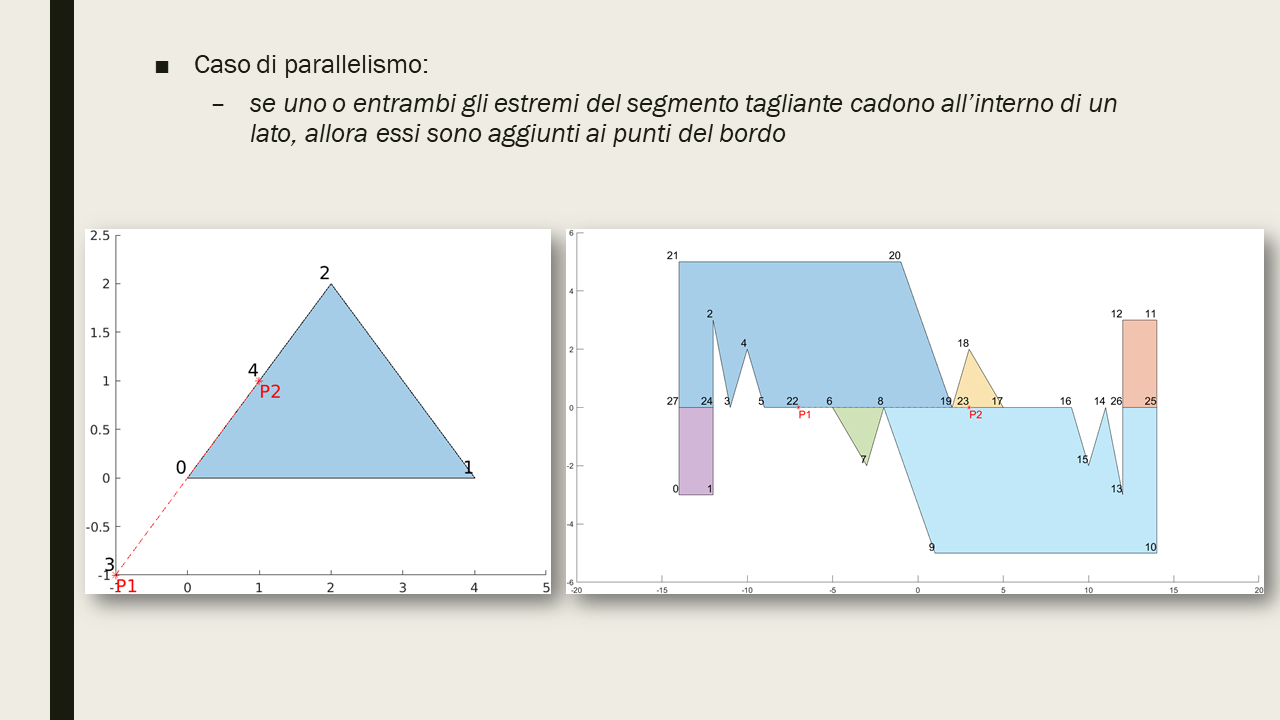 ■ Caso di parallelismo:
– se uno o entrambi gli estremi del segmento tagliante cadono all'interno di un
lato, allora essi sono aggiunti ai punti del bordo
2.5
2
2
1.5
4
1
P2
0.5
0
1
0
-0.5
3
-1
P1
-1 0 1 2 3 4 5
6
21 20
4
2 12 11
4 18
2
27 24 3 5 22 6 8 19 23 17 16 14 26 25
0
P1 P2
7 15
-2
0 1 13
-4
9 10
-6
-20 -15 -10 -5 0 5 10 15 20